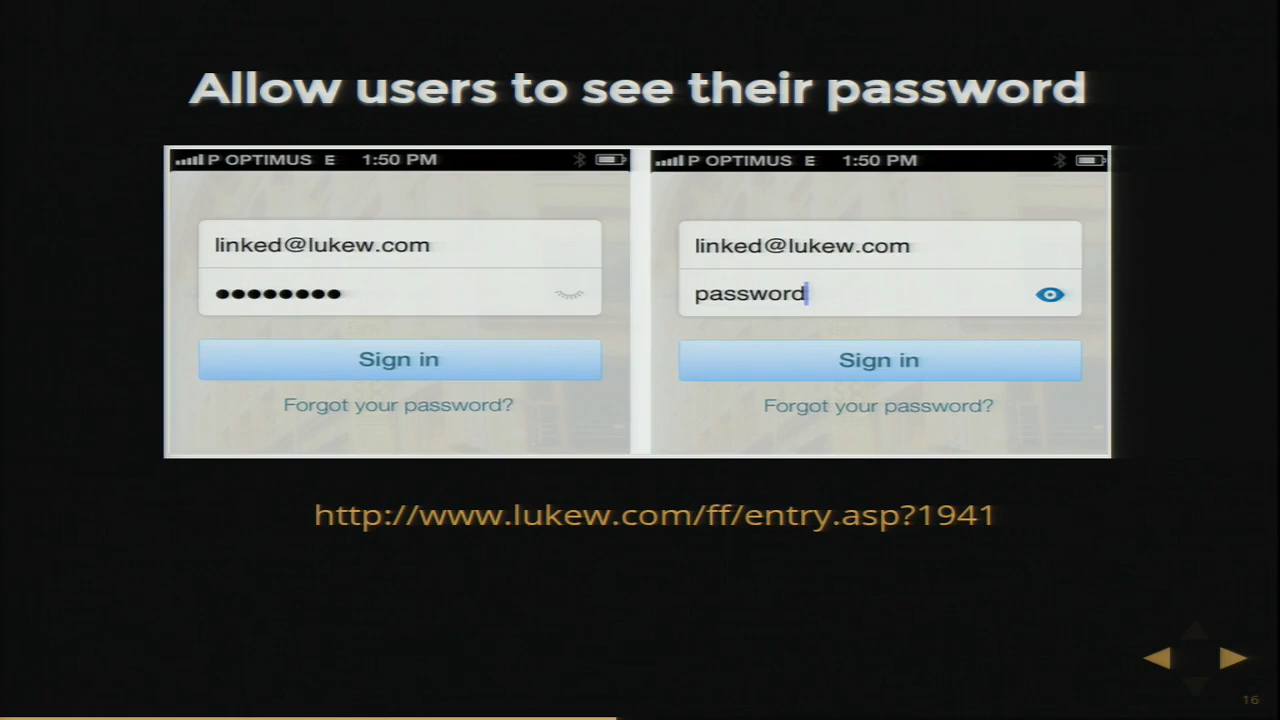 Allow users to see their password
P OPTIMUS E 1:50 PM
linked@lukew.com
Sign in
Forgot your password?
P OPTIMUS E 1:50 PM
linked@lukew.com
password
Sign in
Forgot your password?
http://www.lukew.com/ff/entry.asp?1941
16